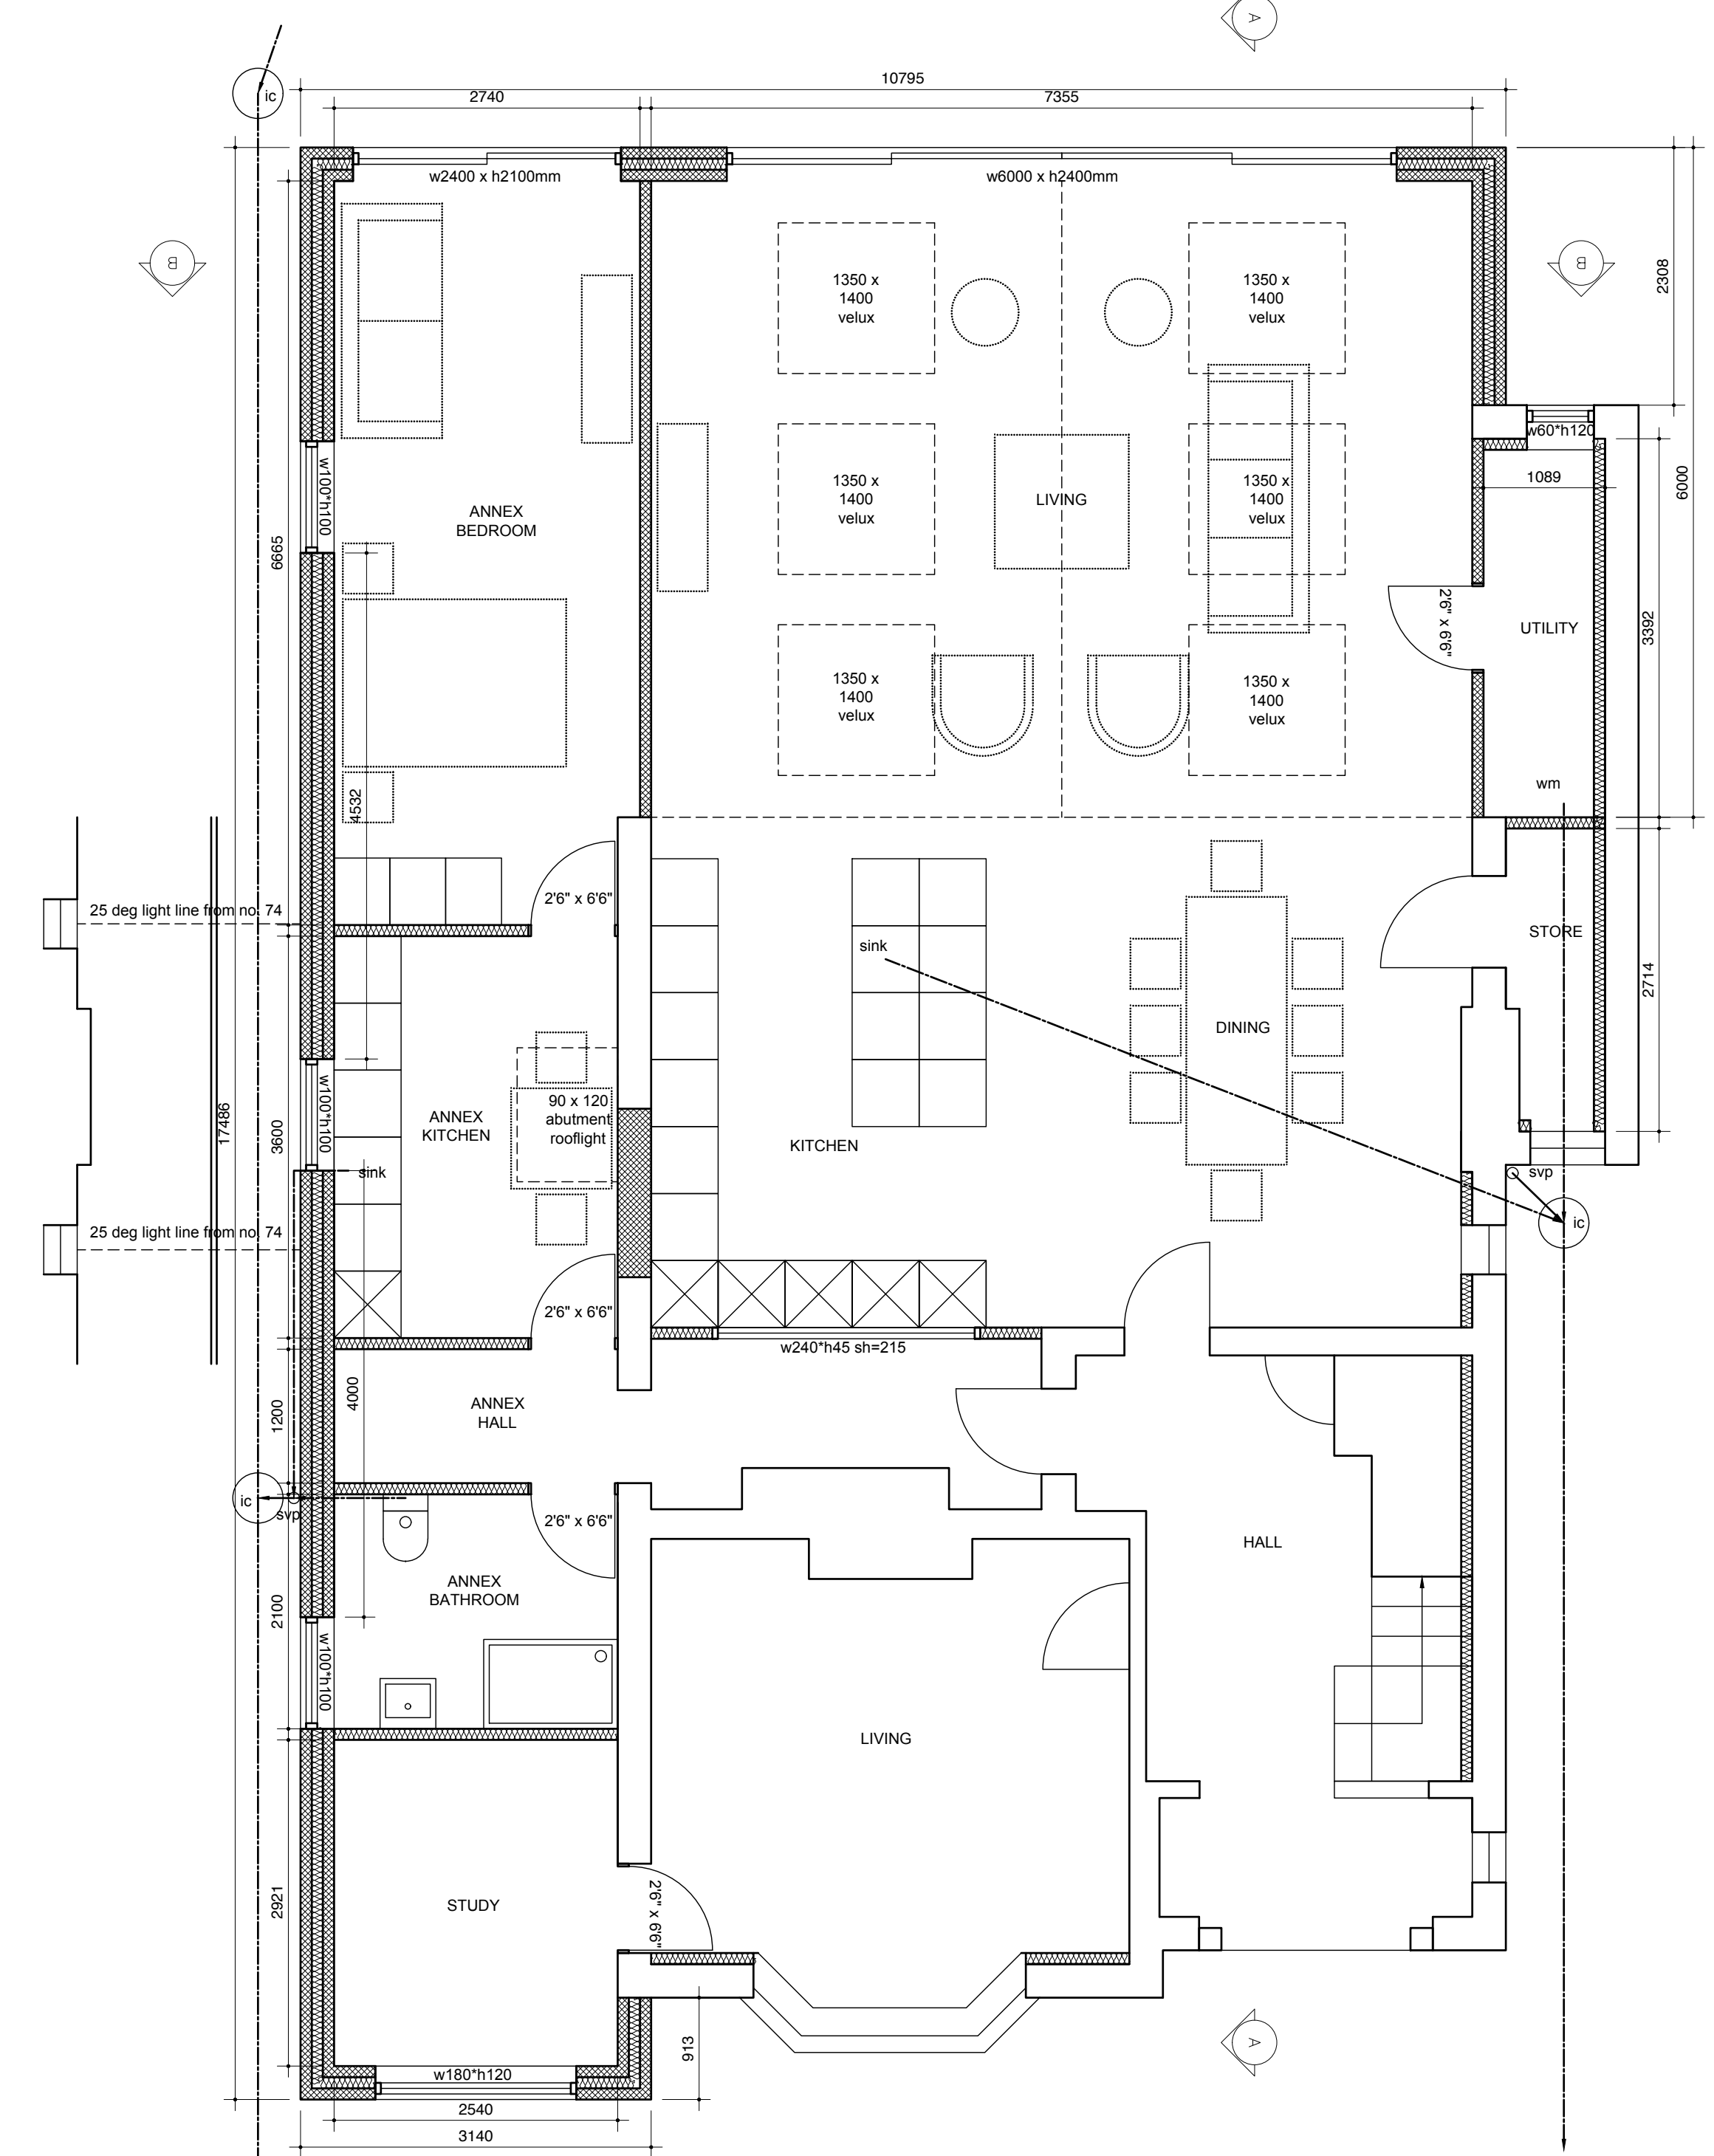 A
ic
10795
2740
7355
w2400 x h2100mm
w6000 x h2400mm
B
B
2308
1350 x
1400
velux
1350 x
1400
velux
w60*h120
1089
6000
w100*h100
ANNEX
BEDROOM
6665
1350 x
1400
velux
LIVING
1350 x
1400
velux
2'6" x 6'6"
UTILITY
3392
1350 x
1400
velux
1350 x
1400
velux
4532
wm
2'6" x 6'6"
25 deg light line from no. 74
sink
STORE
2714
DINING
17486
3600
w100*h100
ANNEX
KITCHEN
90 x 120
abutment
rooflight
KITCHEN
sink
svp
ic
25 deg light line from no. 74
2'6" x 6'6"
w240*h45 sh=215
4000
1200
ANNEX
HALL
ic
svp
2'6" x 6'6"
HALL
ANNEX
BATHROOM
2100
w100*h100
LIVING
2921
STUDY
2'6" x 6'6"
913
A
w180*h120
2540
3140